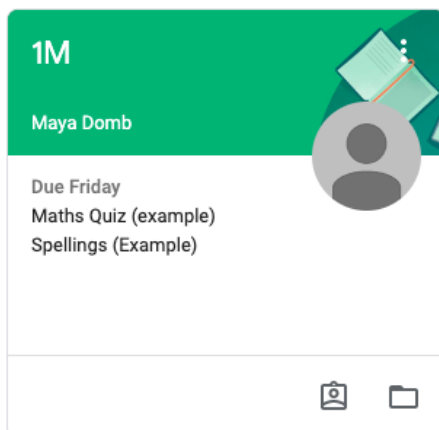 1M
Maya Domb
Due Friday
Maths Quiz (example)
Spellings (Example)